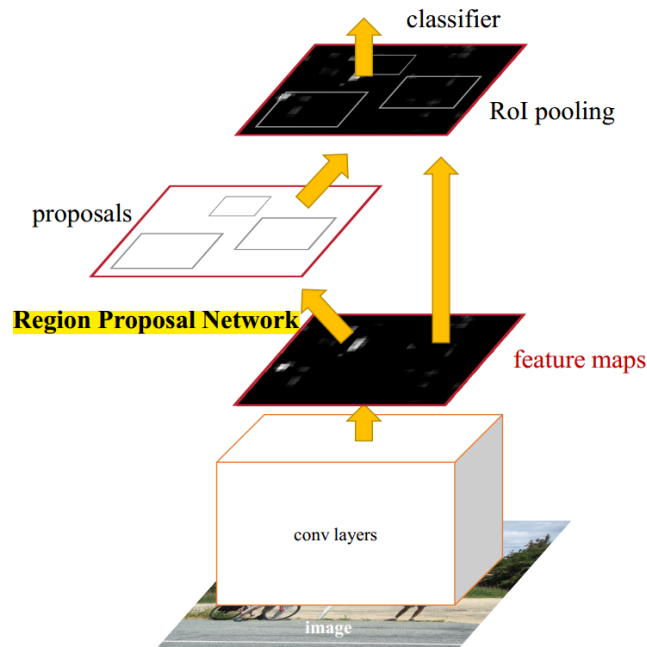 classifier
RoI pooling
proposals
Region Proposal Network
feature maps
conv layers
image